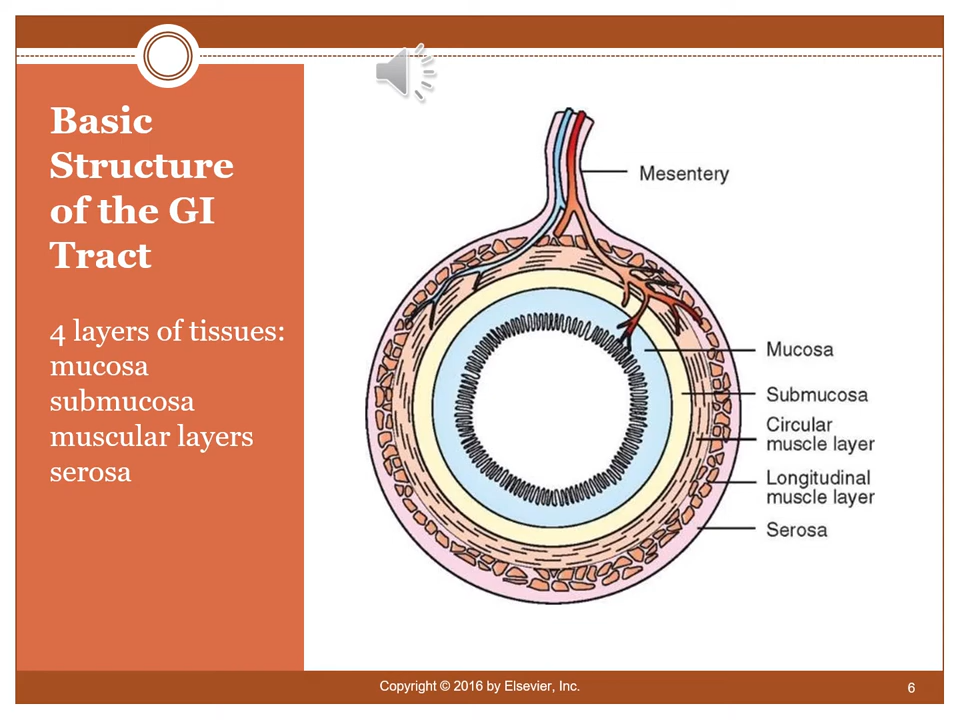 Basic
Structure
of the GI
Tract
4 layers of tissues:
mucosa
submucosa
muscular layers
serosa
Mesentery
Mucosa
Submucosa
Circular
muscle layer
Longitudinal
muscle layer
Serosa
Copyright © 2016 by Elsevier, Inc.
6